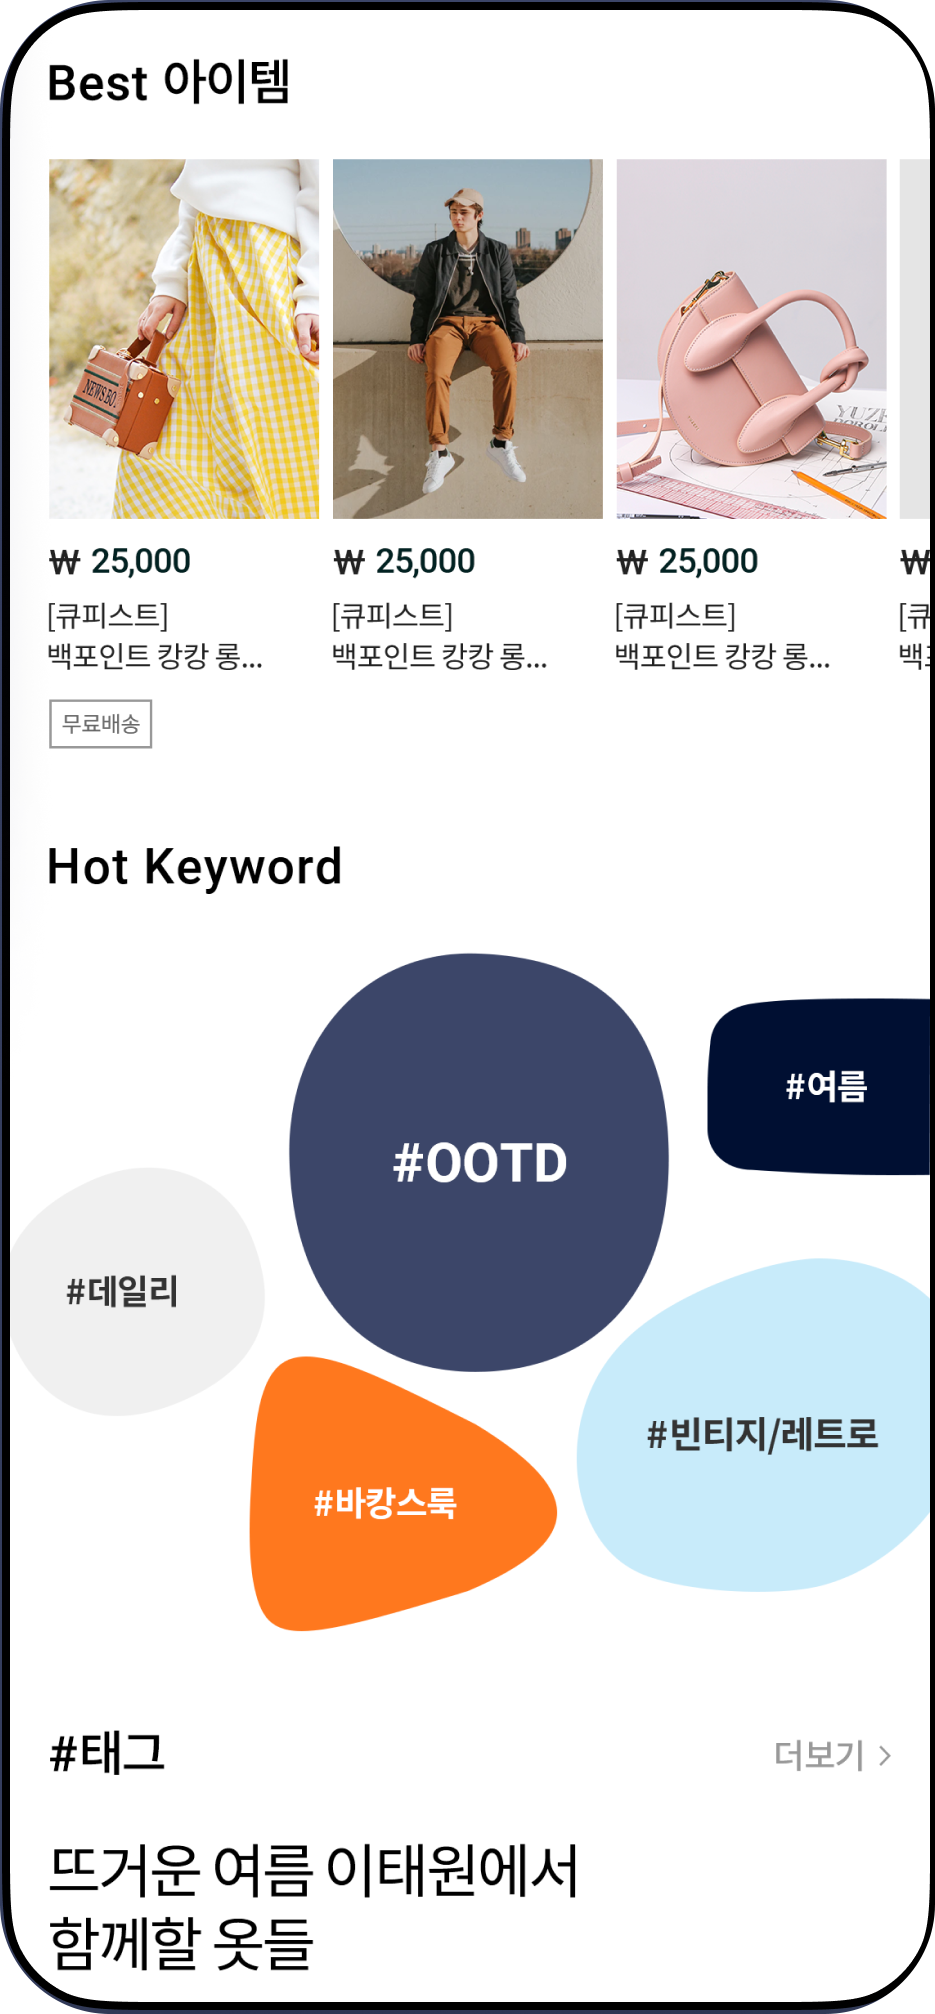 Best 아이템
NEWS BO
YUZE
₩ 25,000
₩ 25,000
₩ 25,000
₩
[큐피스트]
[큐피스트]
[큐피스트]
[큐
백포인트 캉캉 롱...
백포인트 캉캉 롱...
백포인트 캉캉 롱...
무료배송
Hot Keyword
#여름
#OOTD
#데일리
#빈티지/레트로
#바캉스룩
#태그
더보기 >
뜨거운 여름 이태원에서
함께할 옷들